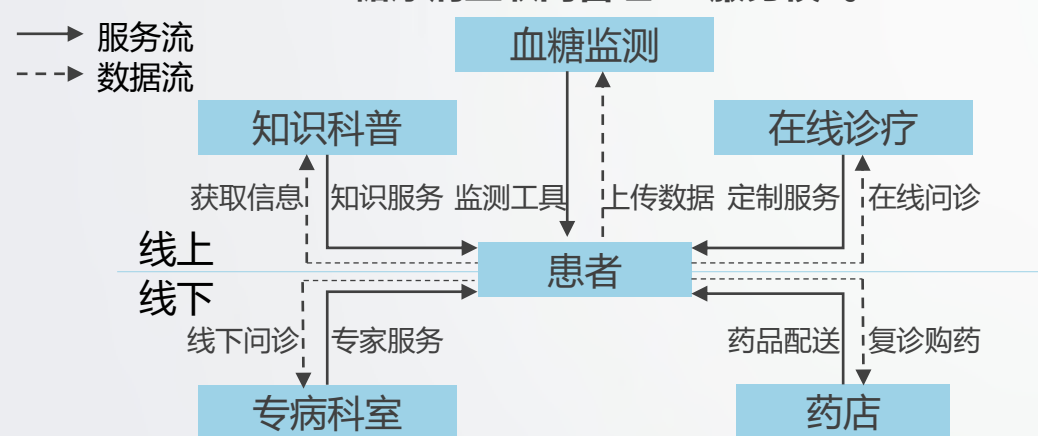 服务流
数据流
血糖监测
知识科普
在线诊疗
获取信息 知识服务 监测工具 上传数据 定制服务 在线问诊
线上
患者
线下
线下问诊 专家服务 药品配送 复诊购药
专病科室 药店